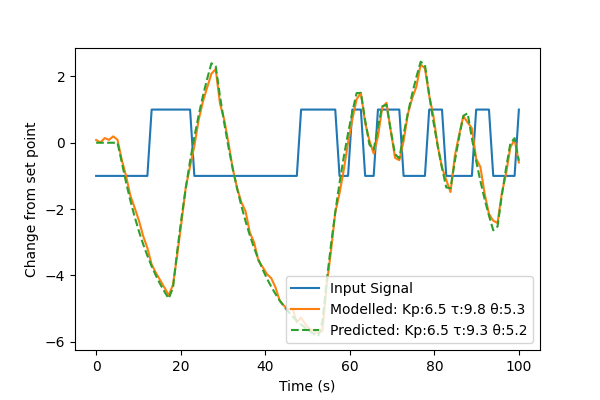 2
0
−2
−4
−6
Change from set point
0
20
40
60
80
100
Time (s)
Input Signal
Modelled: Kp:6.5 τ:9.8 θ:5.3
Predicted: Kp:6.5 τ:9.3 θ:5.2